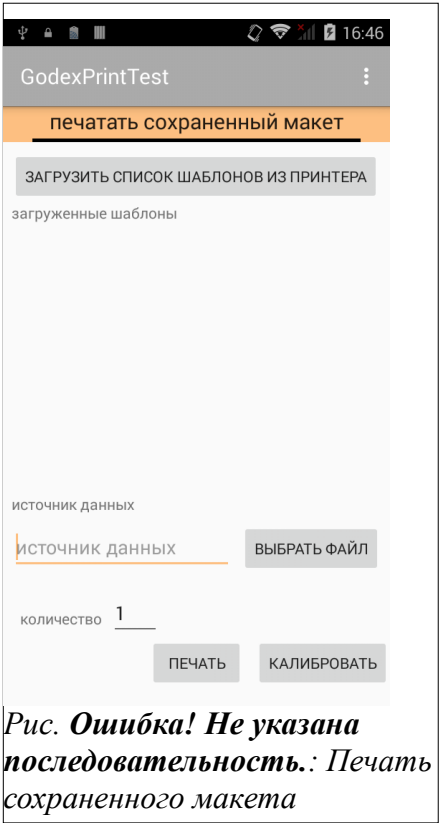 16:46
GodexPrintTest
печатать сохраненный макет
ЗАГРУЗИТЬ СПИСОК ШАБЛОНОВ ИЗ ПРИНТЕРА
загруженные шаблоны
источник данных
источник данных ВЫБРАТЬ ФАЙЛ
количество 1
ПЕЧАТЬ КАЛИБРОВАТЬ
Рис. Ошибка! Не указана
последовательность.: Печать
сохраненного макета